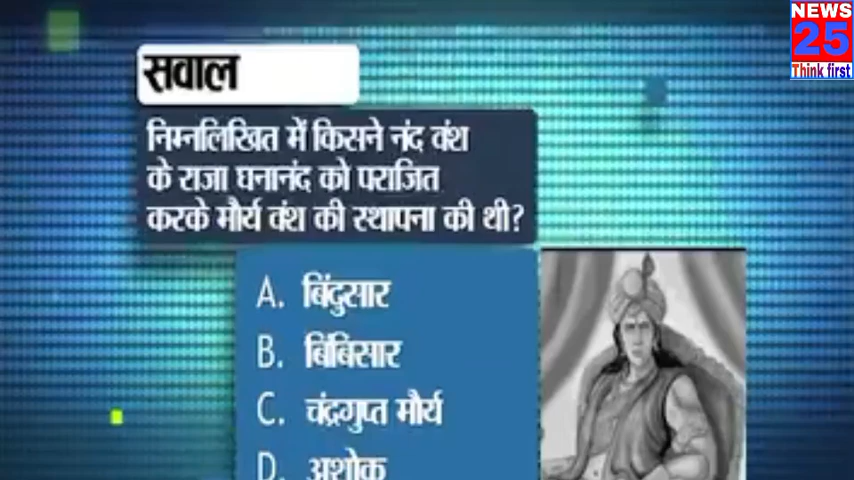 NEWS
25
Think first
सवाल
निम्नलिखित में किसने नंद वंश
के राजा घनानंद को पराजित
करके मौर्य वंश की स्थापना की थी?
A. बिंदुसार
B. बिंबिसार
C. चंद्रगुप्त मौर्य
D. अशोक